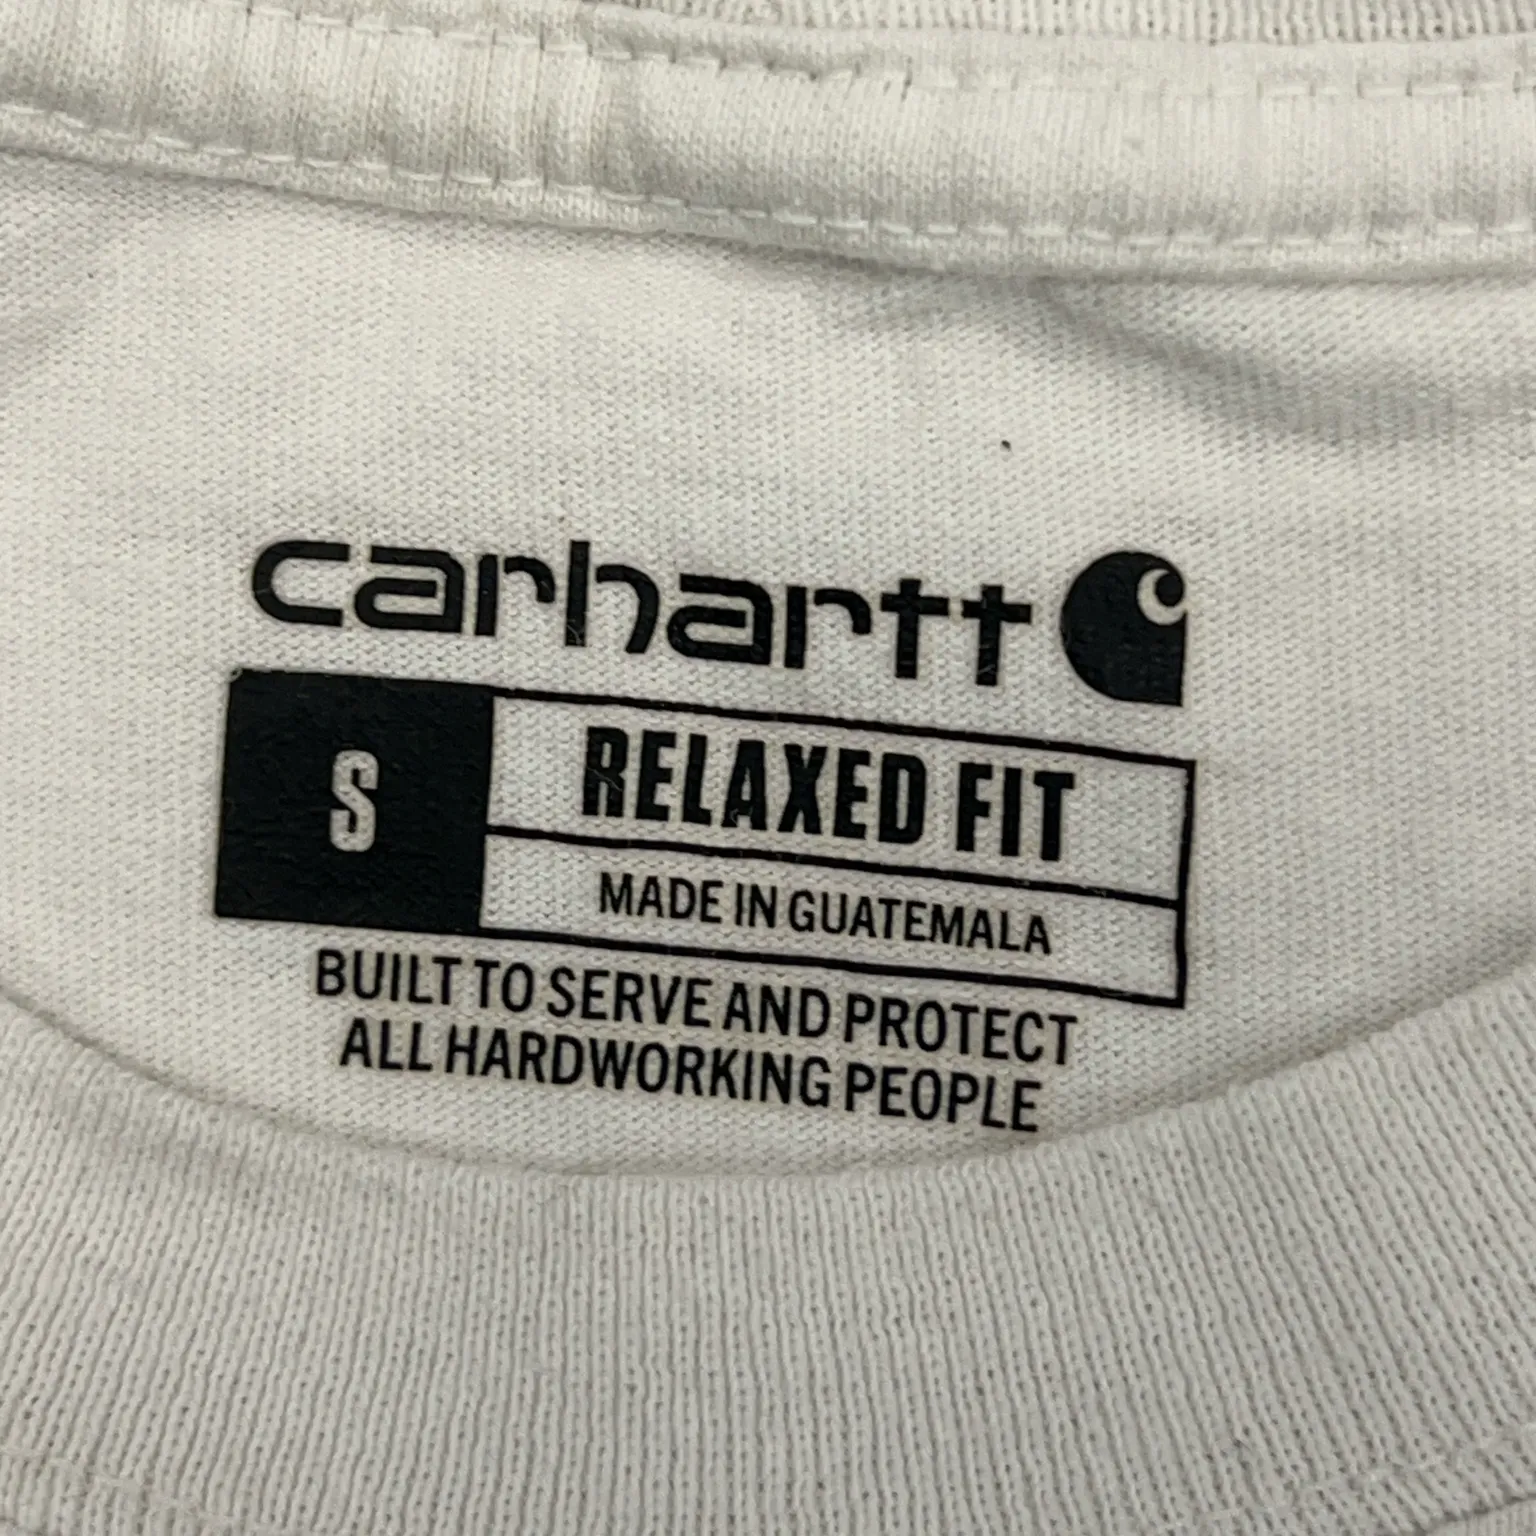 carhartt
S
RELAXED FIT
MADE IN GUATEMALA
BUILT TO SERVE AND PROTECT
ALL HARDWORKING PEOPLE